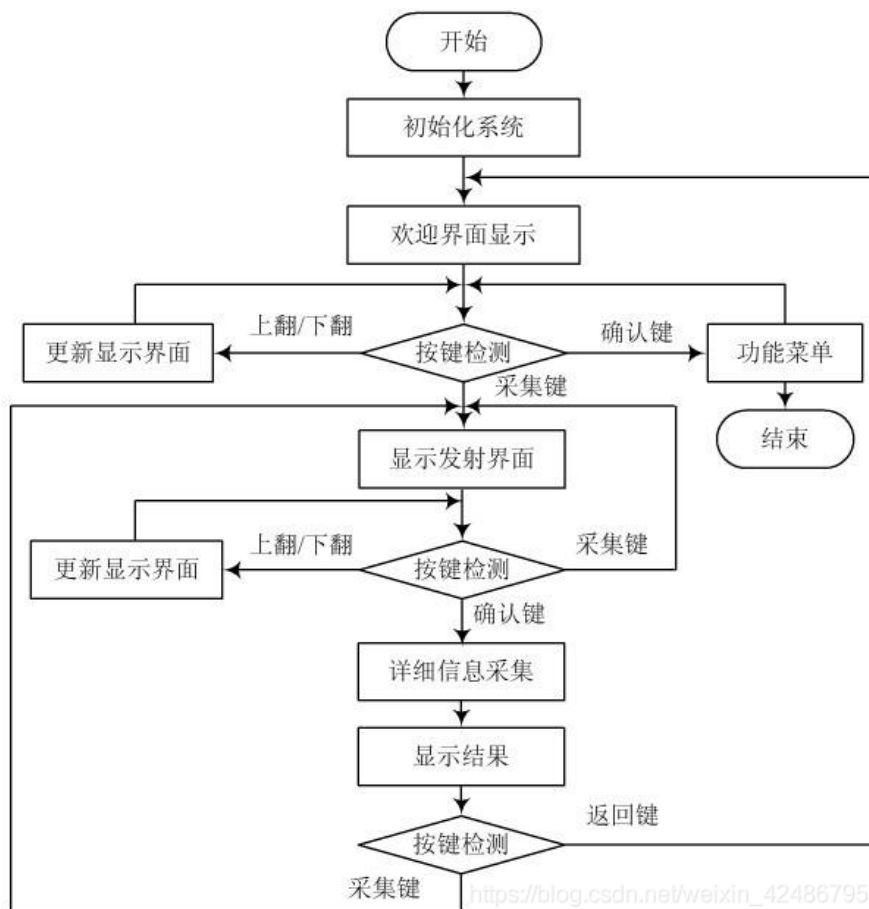 开始
初始化系统
欢迎界面显示
上翻/下翻
确认键
更新显示界面
按键检测
功能菜单
采集键
结束
显示发射界面
上翻/下翻
采集键
更新显示界面
按键检测
确认键
详细信息采集
显示结果
返回键
按键检测
采集键
https://blog.csdn.net/weixin_42486795